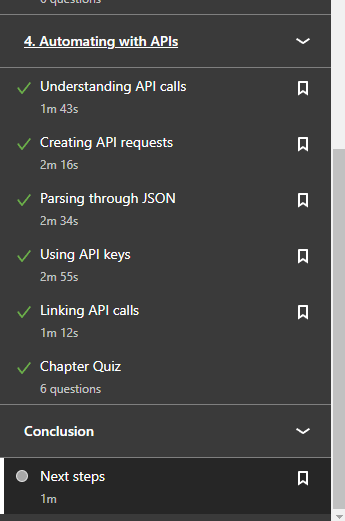 6 questions
4. Automating with APIs
Understanding API calls
1m 43s
Creating API requests
2m 16s
Parsing through JSON
2m 34s
Using API keys
2m 55s
Linking API calls
1m 12s
Chapter Quiz
6 questions
Conclusion
Next steps
1m